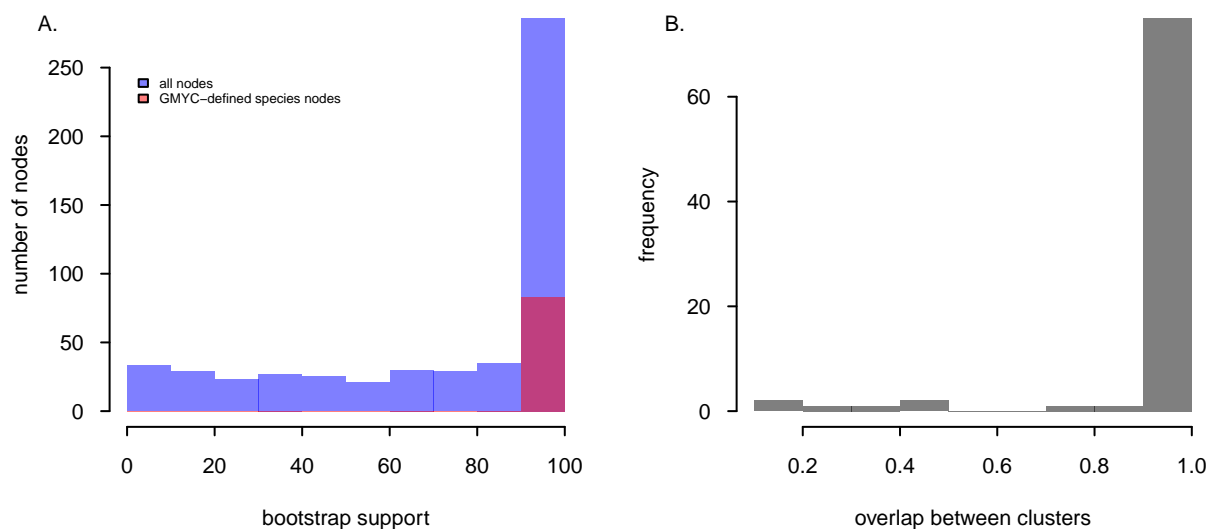 A.
250
200
150
100
50
0
number of nodes
all nodes
GMYC−defined species nodes
0 20 40 60 80 100
bootstrap support
B.
60
40
20
0
frequency
0.2 0.4 0.6 0.8 1.0
overlap between clusters